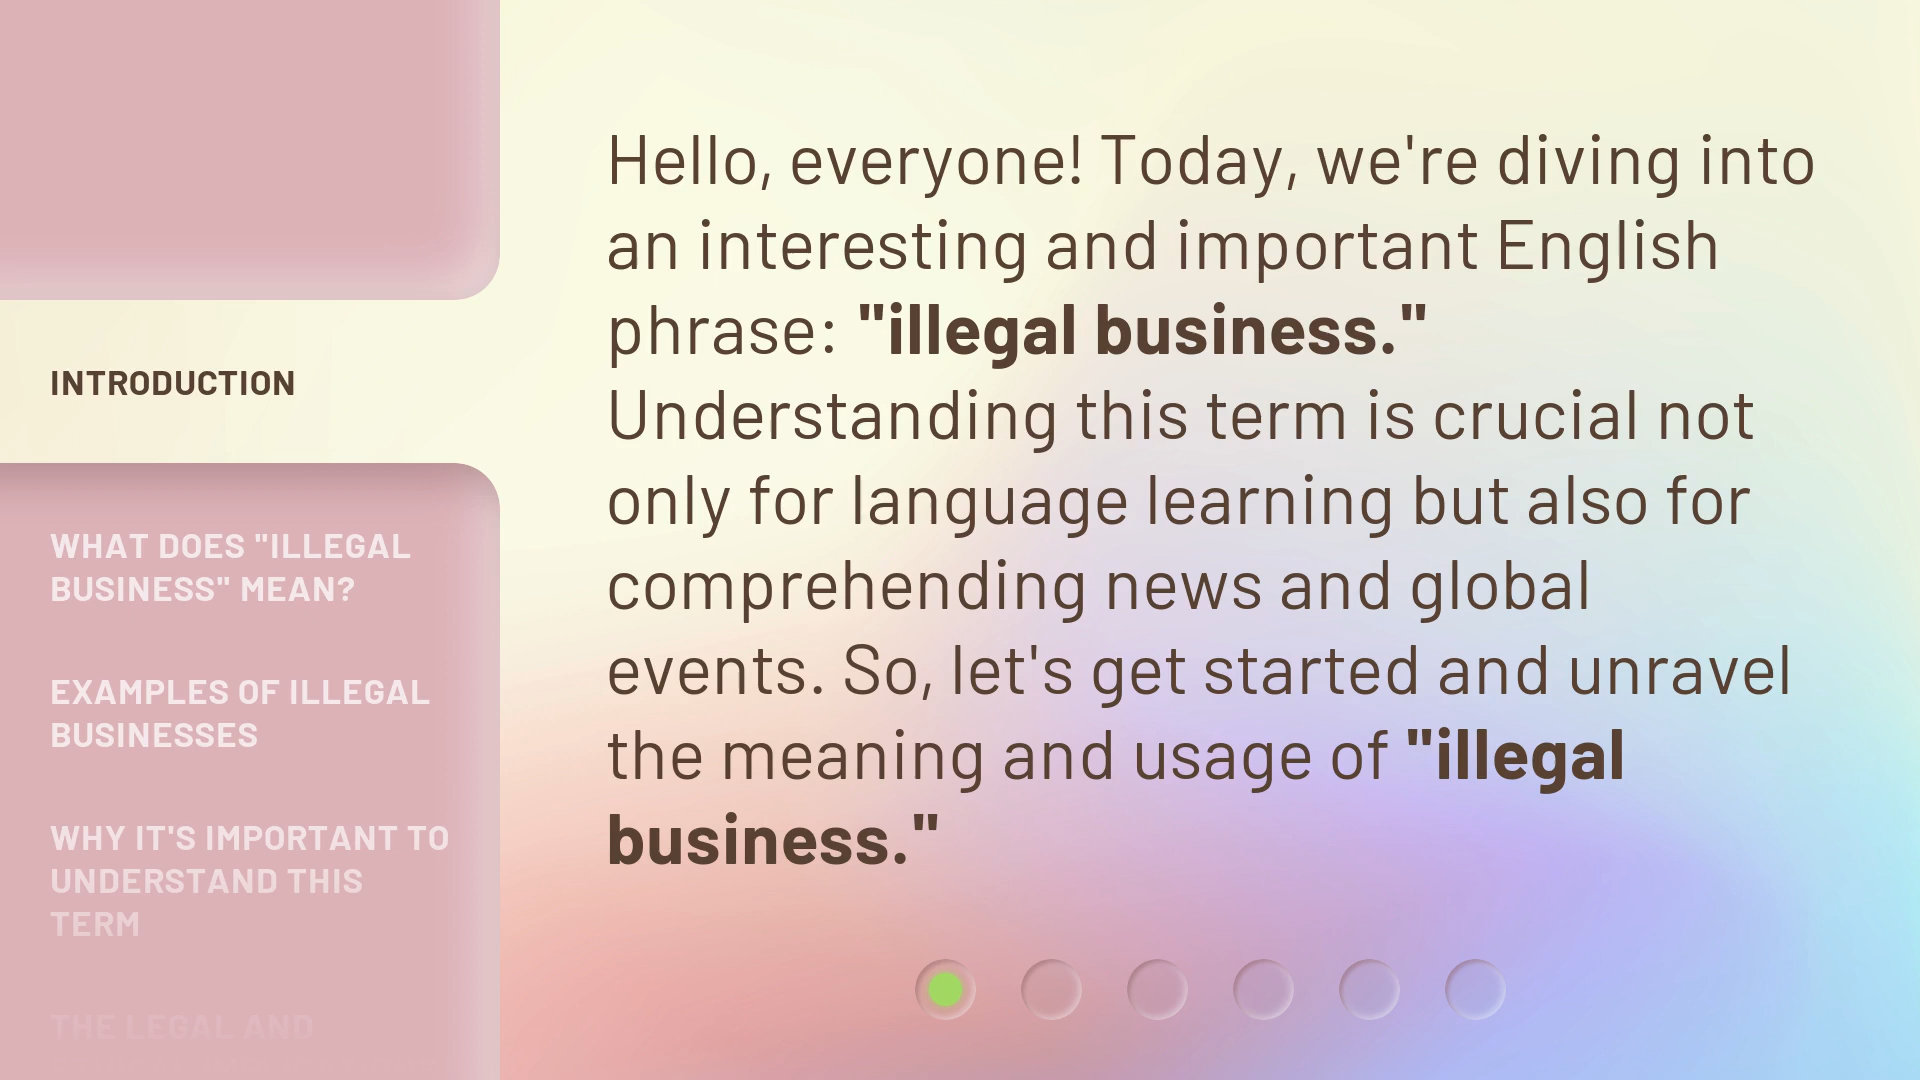 INTRODUCTION
WHAT DOES "ILLEGAL
BUSINESS" MEAN?
EXAMPLES OF ILLEGAL
BUSINESSES
WHY IT'S IMPORTANT TO
UNDERSTAND THIS
TERM
THE LEGAL AND
Hello, everyone! Today, we're diving into
an interesting and important English
phrase: "illegal business."
Understanding this term is crucial not
only for language learning but also for
comprehending news and global
events. So, let's get started and unravel
the meaning and usage of "illegal
business."